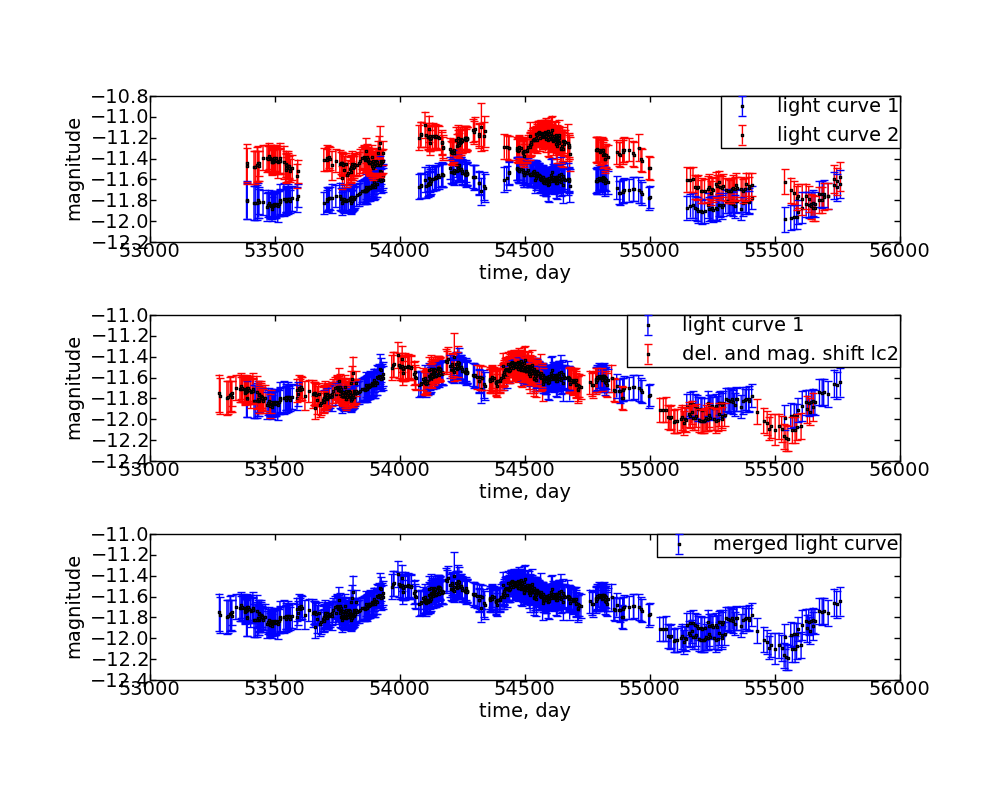 −10.8
−11.0
−11.2
−11.4
−11.6
−11.8
−12.0
−12.2
magnitude
light curve 1
light curve 2
53000 53500 54000 54500 55000 55500 56000
time, day
−11.0
−11.2
−11.4
−11.6
−11.8
−12.0
−12.2
−12.4
magnitude
light curve 1
del. and mag. shift lc2
53000 53500 54000 54500 55000 55500 56000
time, day
−11.0
−11.2
−11.4
−11.6
−11.8
−12.0
−12.2
−12.4
magnitude
merged light curve
53000 53500 54000 54500 55000 55500 56000
time, day